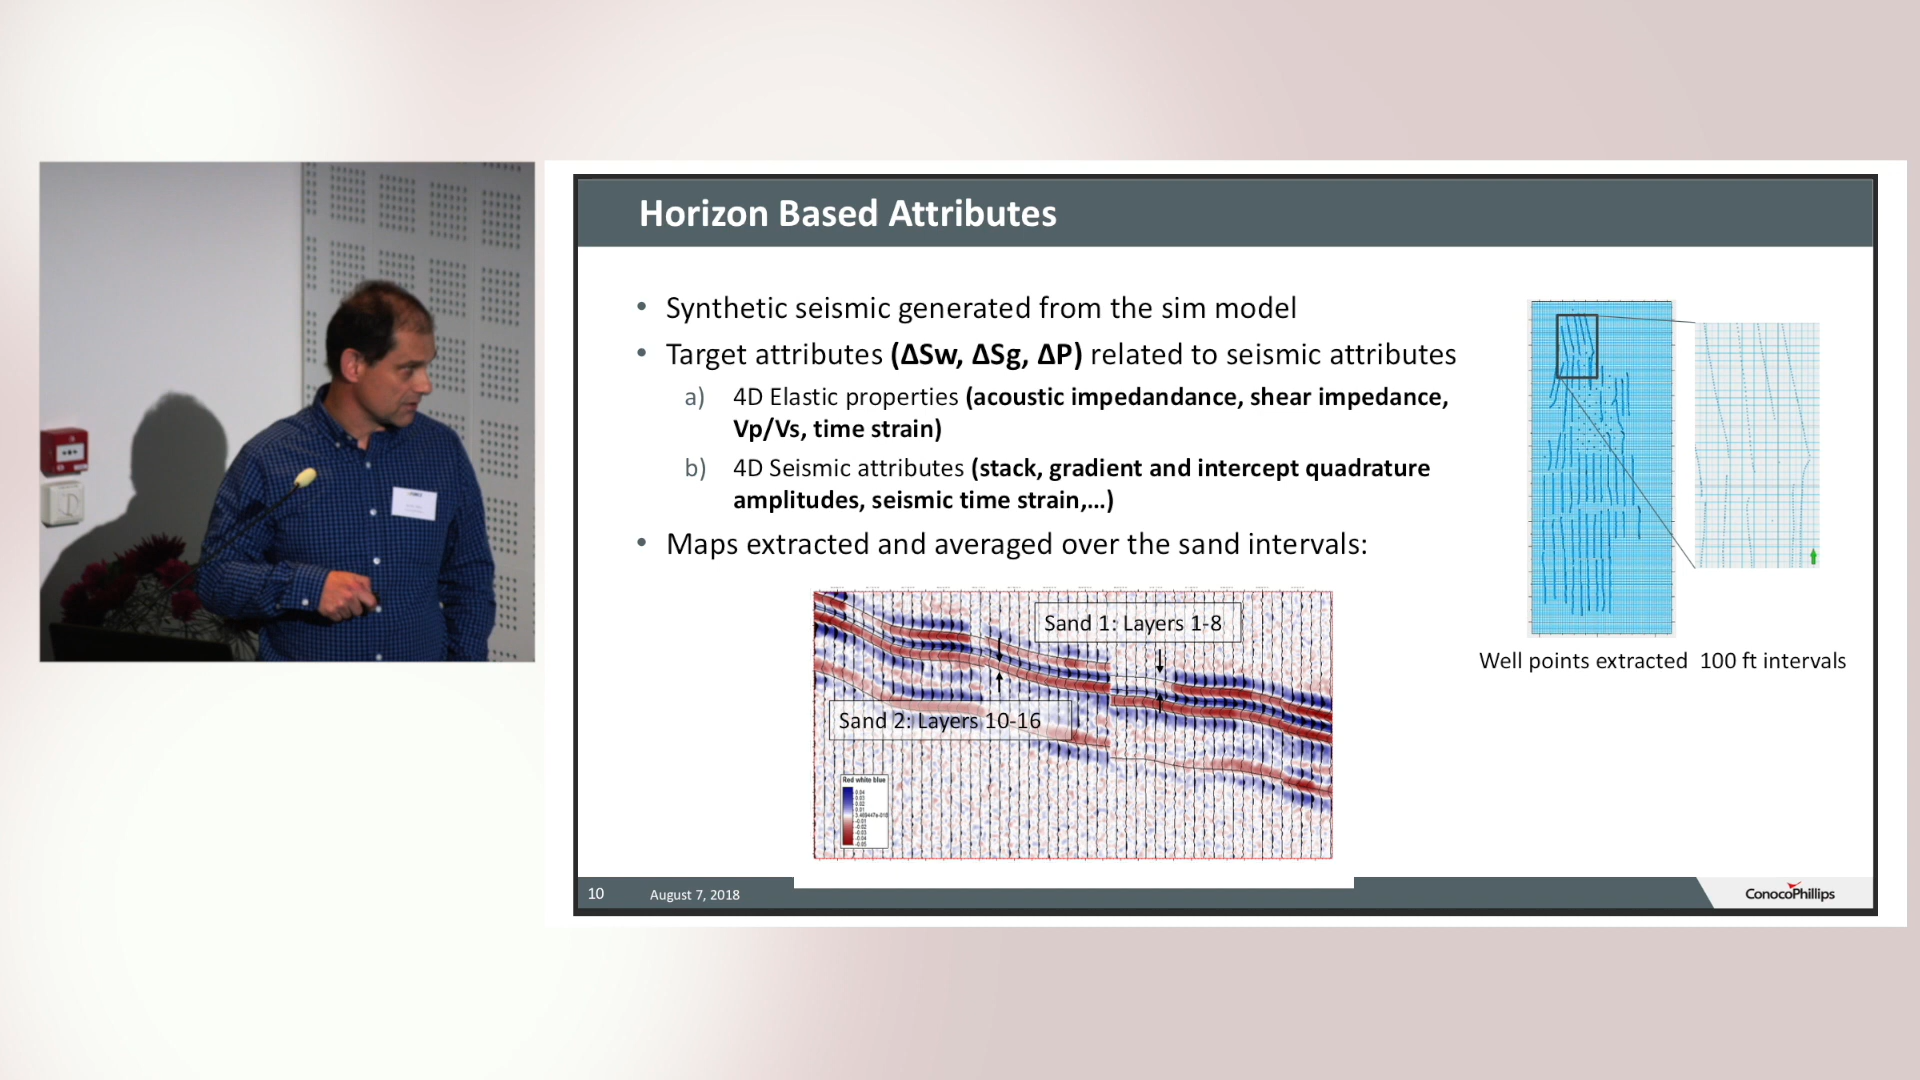 Horizon Based Attributes
• Synthetic seismic generated from the sim model
• Target attributes (ΔSw, ΔSg, ΔP) related to seismic attributes
a) 4D Elastic properties (acoustic impedandance, shear impedance,
Vp/Vs, time strain)
b) 4D Seismic attributes (stack, gradient and intercept quadrature
amplitudes, seismic time strain,...)
• Maps extracted and averaged over the sand intervals:
Sand 1: Layers 1-8
Sand 2: Layers 10-16
Red white blue
Well points extracted 100 ft intervals
10
August 7, 2018
ConocoPhillips